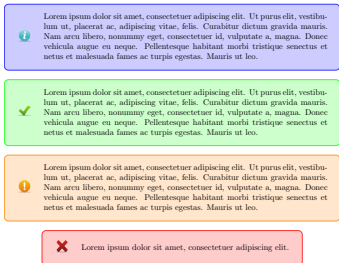 Lorem ipsum dolor sit amet, consectetuer adipiscing elit. Ut purus elit, vestibu-
lum ut, placerat ac, adipiscing vitae, felis. Curabitur dictum gravida mauris.
Nam arcu libero, nonummy eget, consectetuer id, vulputate a, magna. Donec
vehicula augue eu neque. Pellentesque habitant morbi tristique senectus et
netus et malesuada fames ac turpis egestas. Mauris ut leo.
Lorem ipsum dolor sit amet, consectetuer adipiscing elit. Ut purus elit, vestibu-
lum ut, placerat ac, adipiscing vitae, felis. Curabitur dictum gravida mauris.
Nam arcu libero, nonummy eget, consectetuer id, vulputate a, magna. Donec
vehicula augue eu neque. Pellentesque habitant morbi tristique senectus et
netus et malesuada fames ac turpis egestas. Mauris ut leo.
Lorem ipsum dolor sit amet, consectetuer adipiscing elit. Ut purus elit, vestibu-
lum ut, placerat ac, adipiscing vitae, felis. Curabitur dictum gravida mauris.
Nam arcu libero, nonummy eget, consectetuer id, vulputate a, magna. Donec
vehicula augue eu neque. Pellentesque habitant morbi tristique senectus et
netus et malesuada fames ac turpis egestas. Mauris ut leo.
Lorem ipsum dolor sit amet, consectetuer adipiscing elit.